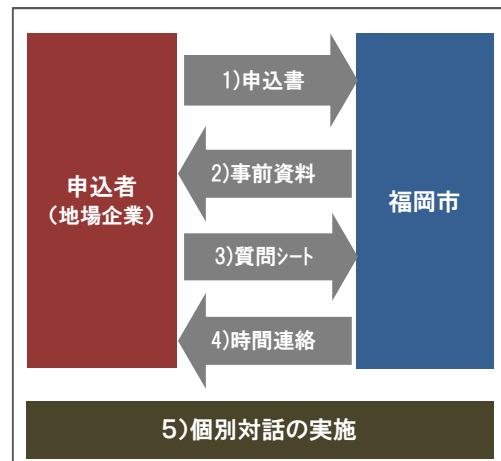 1)申込書
2)事前資料
申込者
（地場企業）
福岡市
3)質問ｼｰﾄ
4)時間連絡
5)個別対話の実施